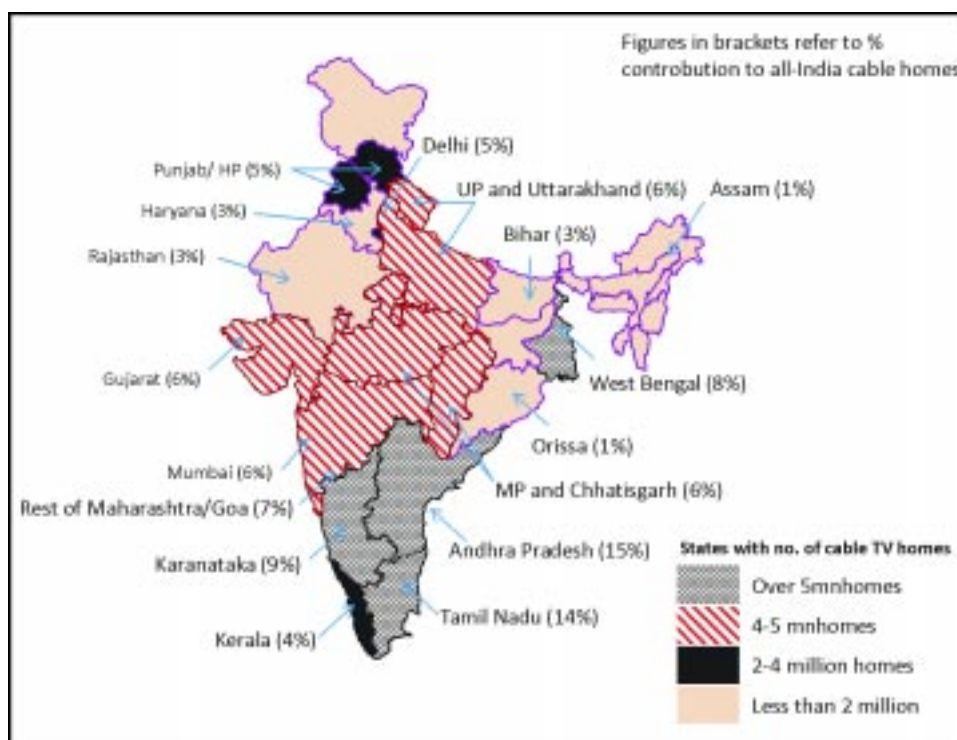 Figures in brackets refer to %
controbution to all-India cable homes
Delhi (5%)
Punjab/ HP (5%)
UP and Uttarakhand (6%)
Assam (1%)
Haryana (3%)
Bihar (3%)
Rajasthan (3%)
Gujarat (6%)
West Bengal (8%)
Orissa (1%)
Mumbai (6%)
MP and Chhatisgarh (6%)
Rest of Maharashtra/Goa (7%)
Andhra Pradesh (15%)
Karanataka (9%)
Tamil Nadu (14%)
Kerala (4%)
States with no. of cable TV homes
Over 5mnhomes
4-5 mnhomes
2-4 million homes
Less than 2 million